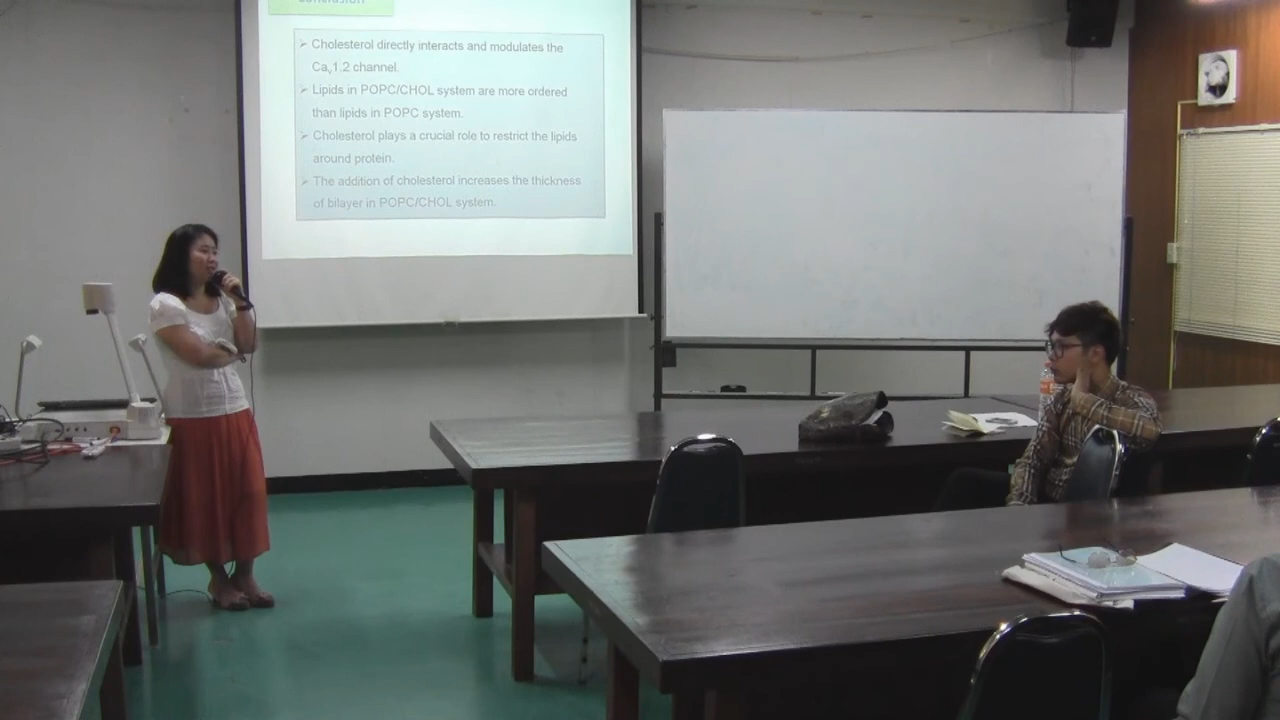 Conclusion
➢ Cholesterol directly interacts and modulates the
Cav1.2 channel.
➢ Lipids in POPC/CHOL system are more ordered
than lipids in POPC system.
➢ Cholesterol plays a crucial role to restrict the lipids
around protein.
➢ The addition of cholesterol increases the thickness
of bilayer in POPC/CHOL system.